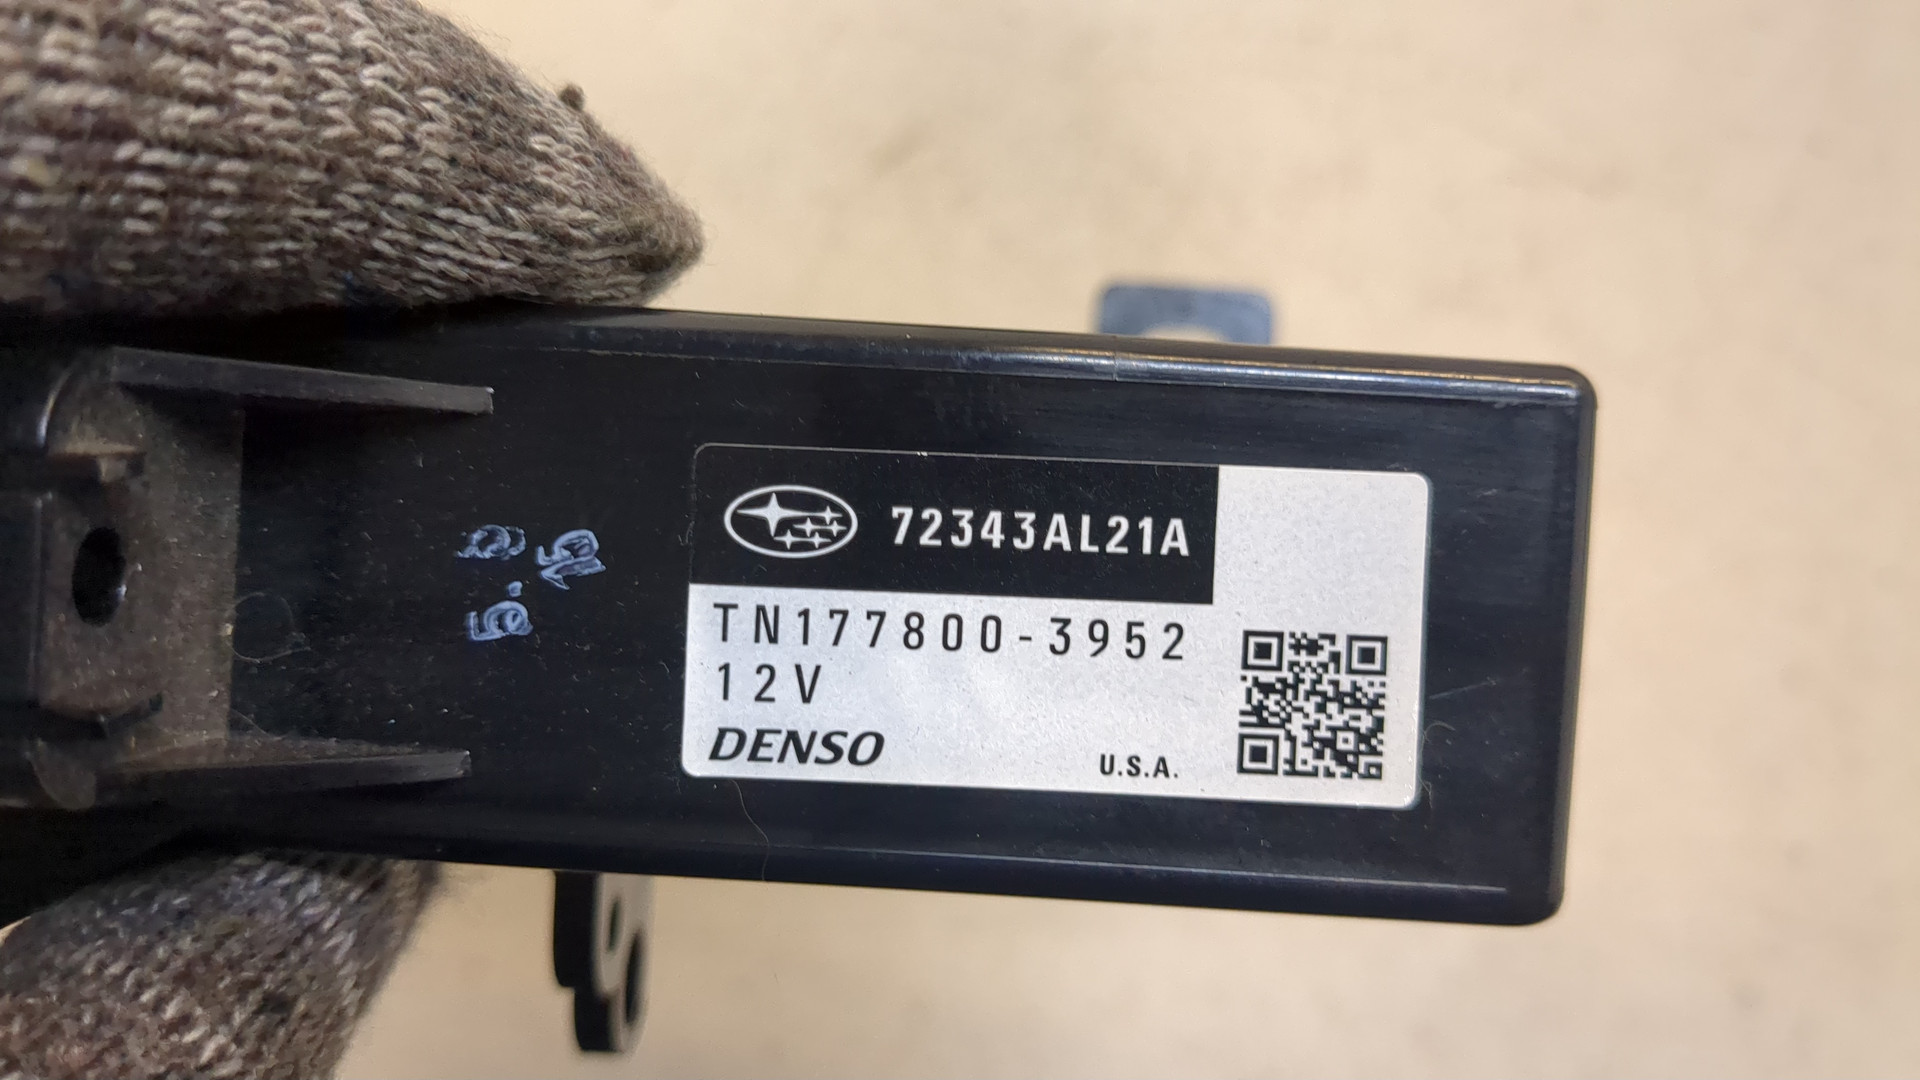 72343AL21A
TN177800-3952
12V
DENSO
U.S.A.